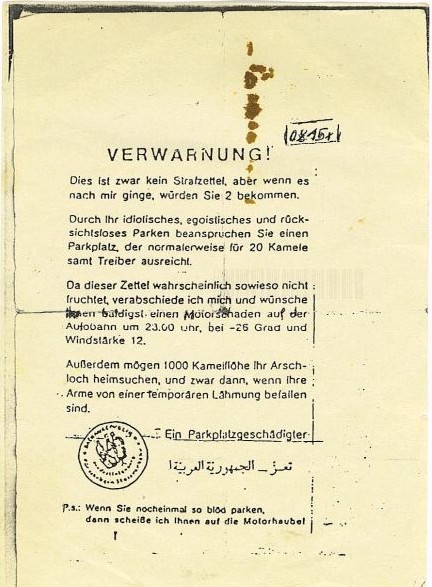 0815x
VERWARNUNG!
Dies ist zwar kein Strafzettel, aber wenn es
nach mir ginge, würden Sie 2 bekommen.
Durch Ihr idiotisches, egoistisches und rück-
sichtsloses Parken beanspruchen Sie einen
Parkplatz, der normalerweise für 20 Kamele
samt Treiber ausreicht.
Da dieser Zettel wahrscheinlich sowieso nicht
fruchtet, verabschiede ich mich und wünsche
Ihnen baldigst einen Motorschaden auf der
Autobahn um 23.00 uhr, bei -26 Grad und
Windstärke 12.
Außerdem mögen 1000 Kamelflöhe Ihr Arsch-
loch heimsuchen, und zwar dann, wenn Ihre
Arme von einer temporären Lähmung befallen
sind.
Ein Parkplatzgeschädigter
تعز - الجمهورية العربية
P.s.: Wenn Sie nocheinmal so blöd parken,
dann scheiße ich Ihnen auf die Motorhaube!